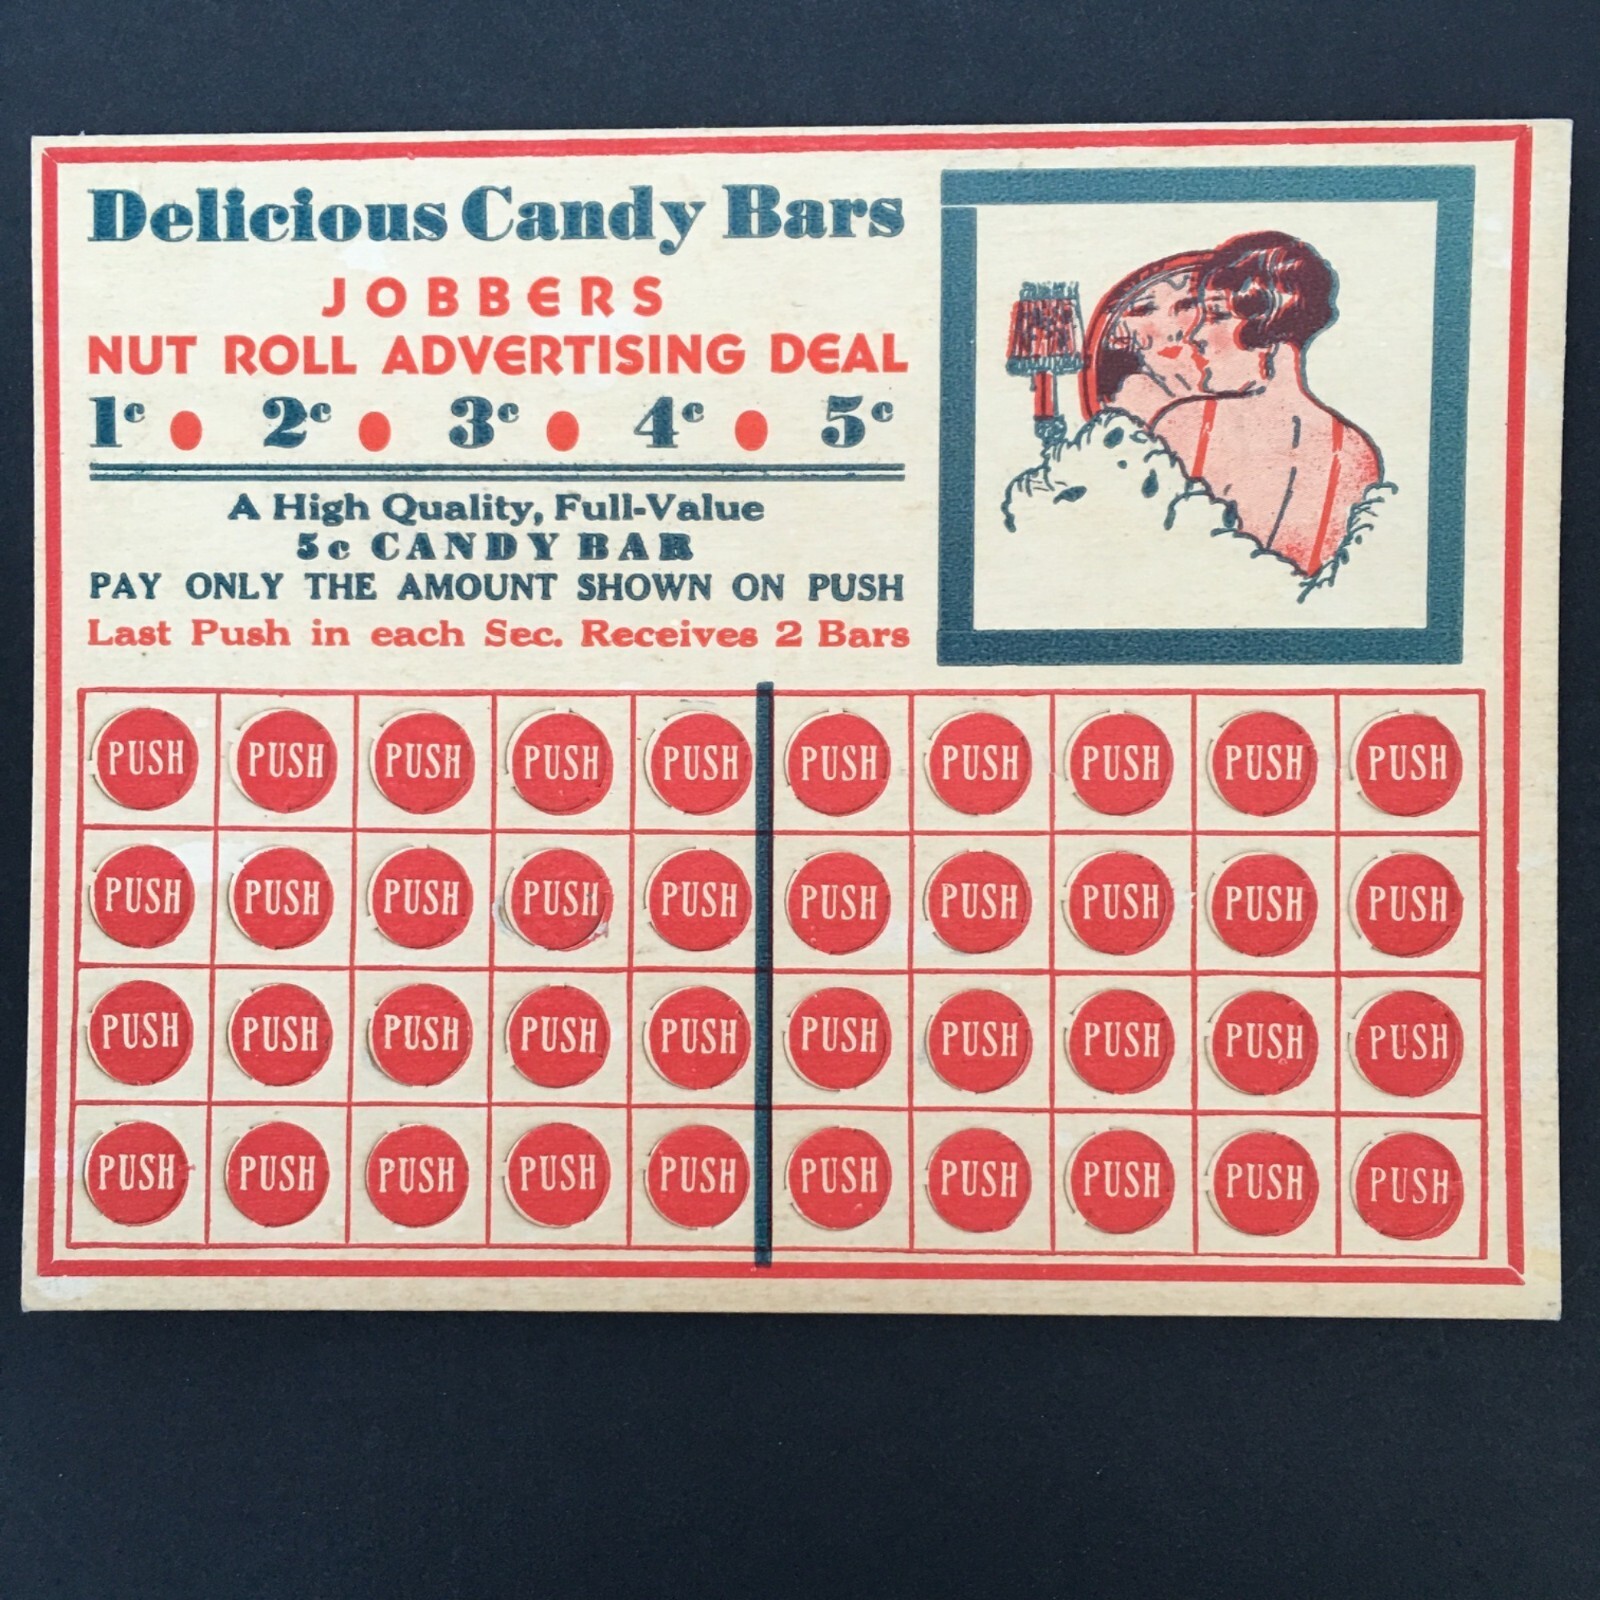 Delicious Candy Bars
JOBBERS
NUT ROLL ADVERTISING DEAL
1c • 2c • 3c • 4c • 5c
A High Quality, Full-Value
5c CANDY BAR
PAY ONLY THE AMOUNT SHOWN ON PUSH
Last Push in each Sec. Receives 2 Bars
PUSH PUSH PUSH PUSH PUSH PUSH PUSH PUSH PUSH PUSH
PUSH PUSH PUSH PUSH PUSH PUSH PUSH PUSH PUSH PUSH
PUSH PUSH PUSH PUSH PUSH PUSH PUSH PUSH PUSH PUSH
PUSH PUSH PUSH PUSH PUSH PUSH PUSH PUSH PUSH PUSH